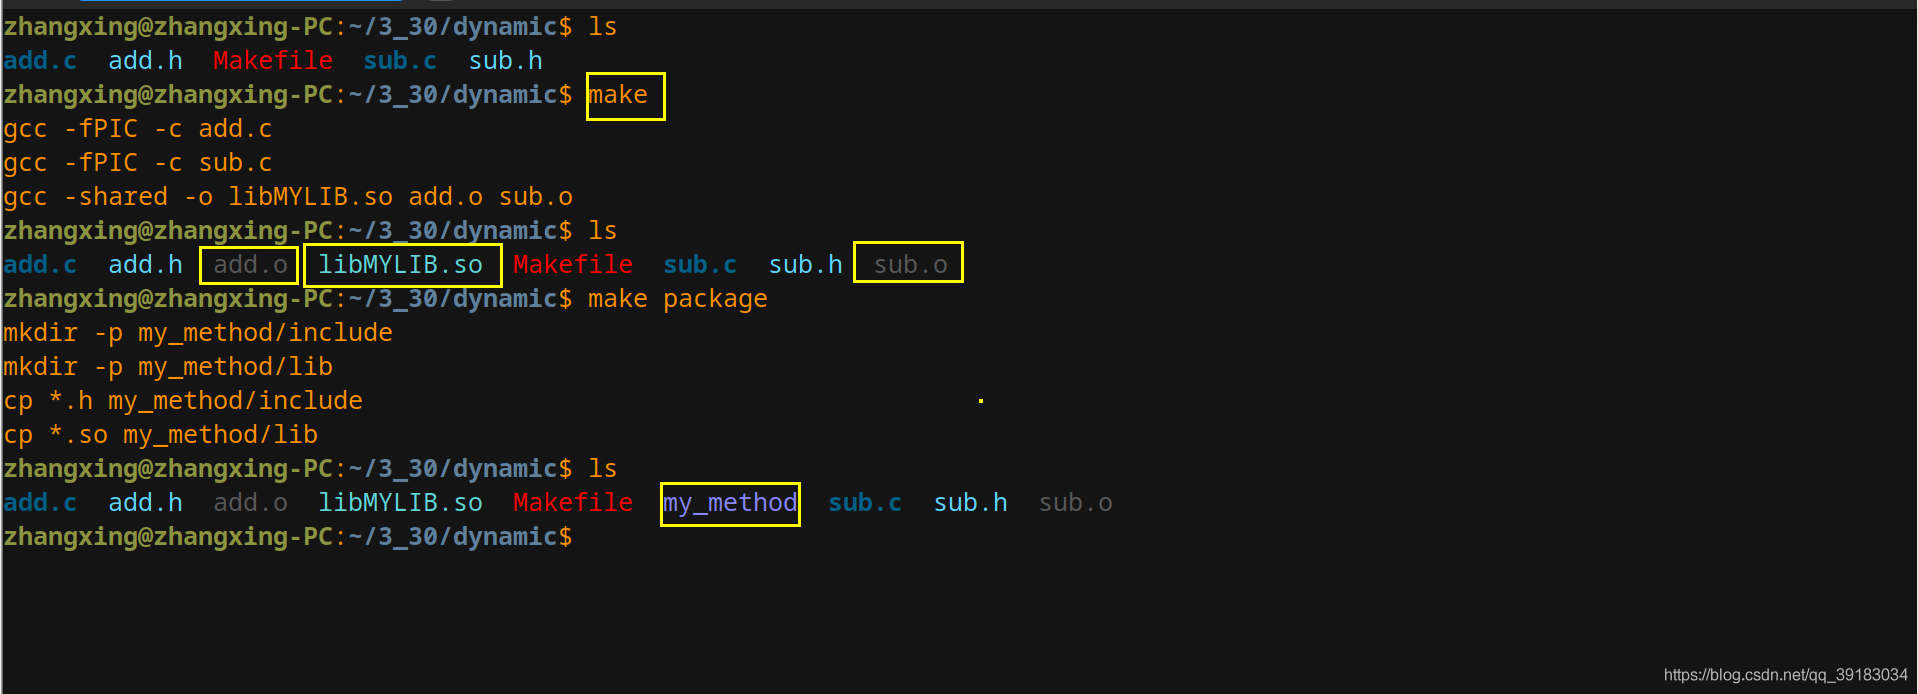 zhangxing@zhangxing-PC:~/3_30/dynamic$ ls
add.c  add.h  Makefile  sub.c  sub.h
zhangxing@zhangxing-PC:~/3_30/dynamic$ make
gcc -fPIC -c add.c
gcc -fPIC -c sub.c
gcc -shared -o libMYLIB.so add.o sub.o
zhangxing@zhangxing-PC:~/3_30/dynamic$ ls
add.c  add.h  add.o  libMYLIB.so  Makefile  sub.c  sub.h  sub.o
zhangxing@zhangxing-PC:~/3_30/dynamic$ make package
mkdir -p my_method/include
mkdir -p my_method/lib
cp *.h my_method/include
cp *.so my_method/lib
zhangxing@zhangxing-PC:~/3_30/dynamic$ ls
add.c  add.h  add.o  libMYLIB.so  Makefile  my_method  sub.c  sub.h  sub.o
zhangxing@zhangxing-PC:~/3_30/dynamic$
https://blog.csdn.net/qq_39183034